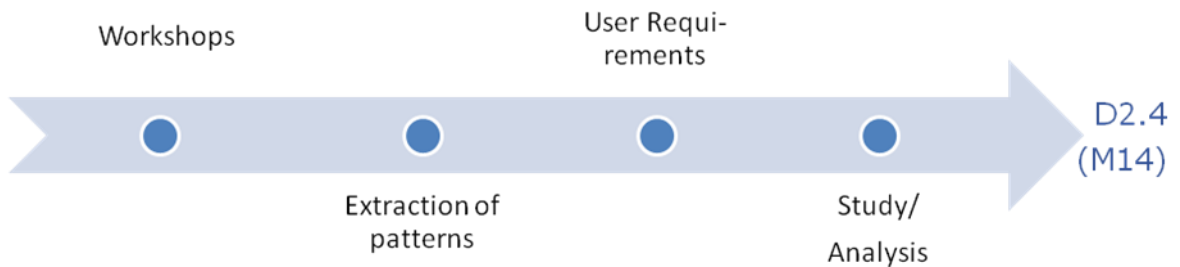 Workshops
Extraction of
patterns
User Requi-
rements
Study/
Analysis
D2.4
(M14)